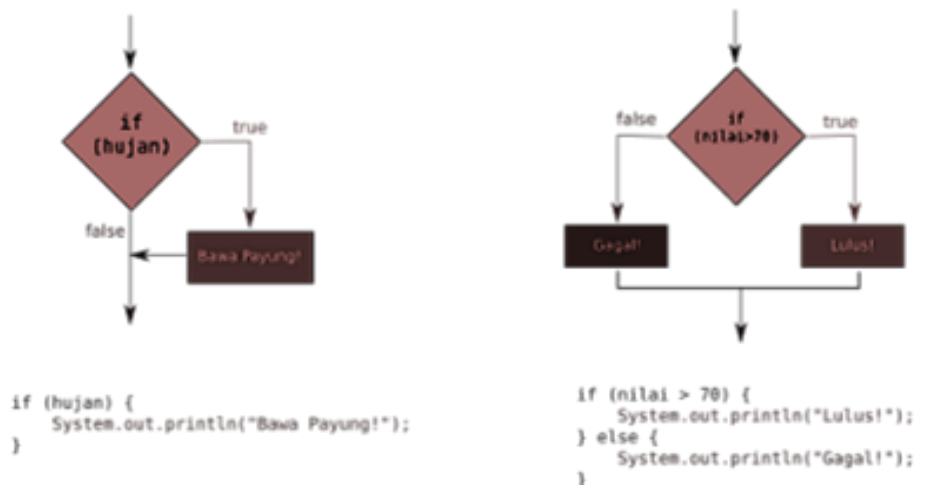 if
(hujan)
true
false
Bawa Payung!
if (hujan) {
    System.out.println("Bawa Payung!");
}
if
(nilai>70)
false
true
Gagal!
Lulus!
if (nilai > 70) {
    System.out.println("Lulus!");
} else {
    System.out.println("Gagal!");
}